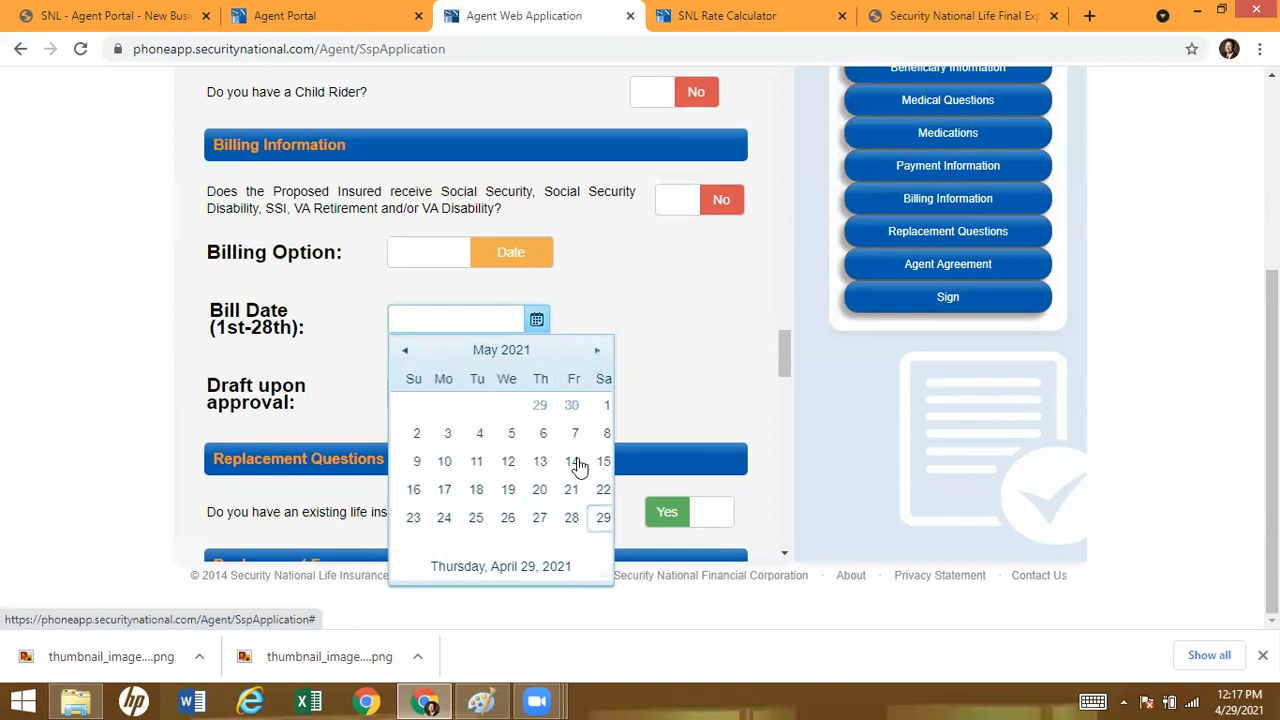 SNL - Agent Portal - New Busi
Agent Portal
Agent Web Application
SNL Rate Calculator
Security National Life Final Exp
phoneapp.securitynational.com/Agent/SspApplication
Do you have a Child Rider?
No
Billing Information
Does the Proposed Insured receive Social Security, Social Security
Disability, SSI, VA Retirement and/or VA Disability?
No
Billing Option:
Date
Bill Date
(1st-28th):
May 2021
Su Mo Tu We Th Fr Sa
29 30 1
2 3 4 5 6 7 8
9 10 11 12 13 14 15
16 17 18 19 20 21 22
23 24 25 26 27 28 29
Thursday, April 29, 2021
Draft upon
approval:
Replacement Questions
Do you have an existing life ins
Yes
Beneficiary Information
Medical Questions
Medications
Payment Information
Billing Information
Replacement Questions
Agent Agreement
Sign
© 2014 Security National Life Insurance
Security National Financial Corporation · About · Privacy Statement · Contact Us
https://phoneapp.securitynational.com/Agent/SspApplication#
thumbnail_image....png
thumbnail_image....png
Show all
12:17 PM
4/29/2021